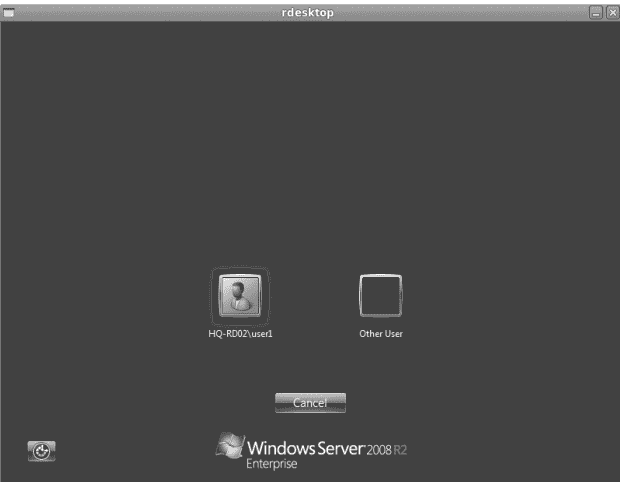 rdesktop
HQ-RD02\user1
Other User
Cancel
Windows Server 2008 R2
Enterprise